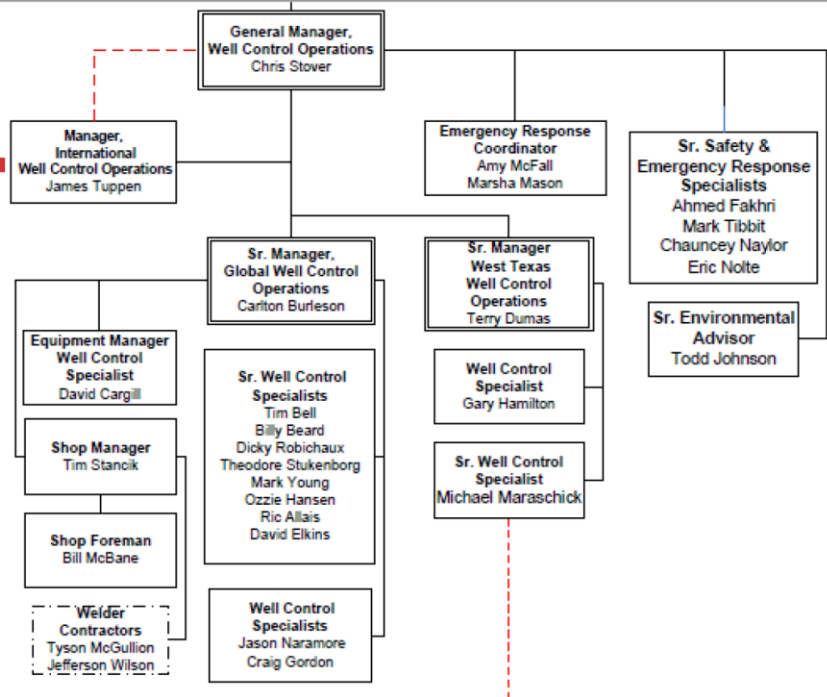 General Manager,
Well Control Operations
Chris Stover
Manager,
International
Well Control Operations
James Tuppen
Emergency Response
Coordinator
Amy McFall
Marsha Mason
Sr. Safety &
Emergency Response
Specialists
Ahmed Fakhri
Mark Tibbit
Chauncey Naylor
Eric Nolte
Sr. Manager,
Global Well Control
Operations
Carlton Burleson
Sr. Manager
West Texas
Well Control
Operations
Terry Dumas
Sr. Environmental
Advisor
Todd Johnson
Equipment Manager
Well Control
Specialist
David Cargill
Sr. Well Control
Specialists
Tim Bell
Billy Beard
Dicky Robichaux
Theodore Stukenborg
Mark Young
Ozzie Hansen
Ric Allais
David Elkins
Well Control
Specialist
Gary Hamilton
Shop Manager
Tim Stancik
Sr. Well Control
Specialist
Michael Maraschick
Shop Foreman
Bill McBane
Welder
Contractors
Tyson McGullion
Jefferson Wilson
Well Control
Specialists
Jason Naramore
Craig Gordon